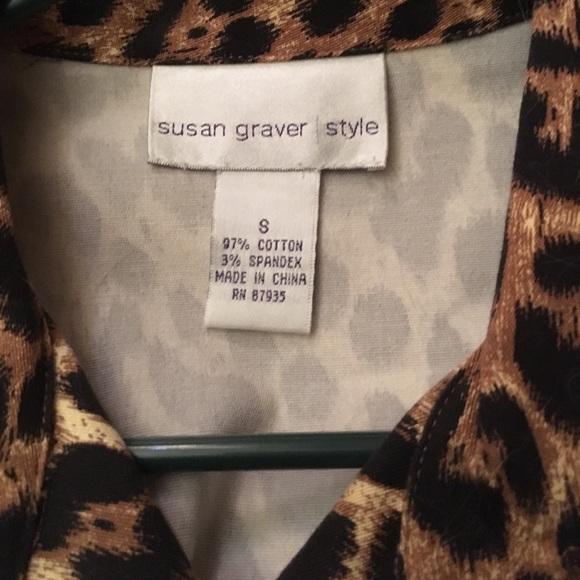 susan graver | style
S
97% COTTON
3% SPANDEX
MADE IN CHINA
RN 87935